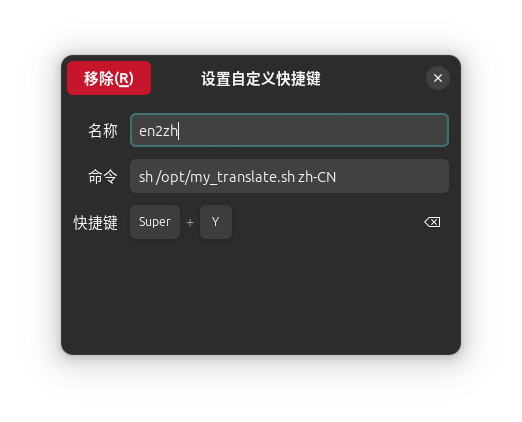 移除(R) 设置自定义快捷键
名称 en2zh
命令 sh /opt/my_translate.sh zh-CN
快捷键 Super + Y